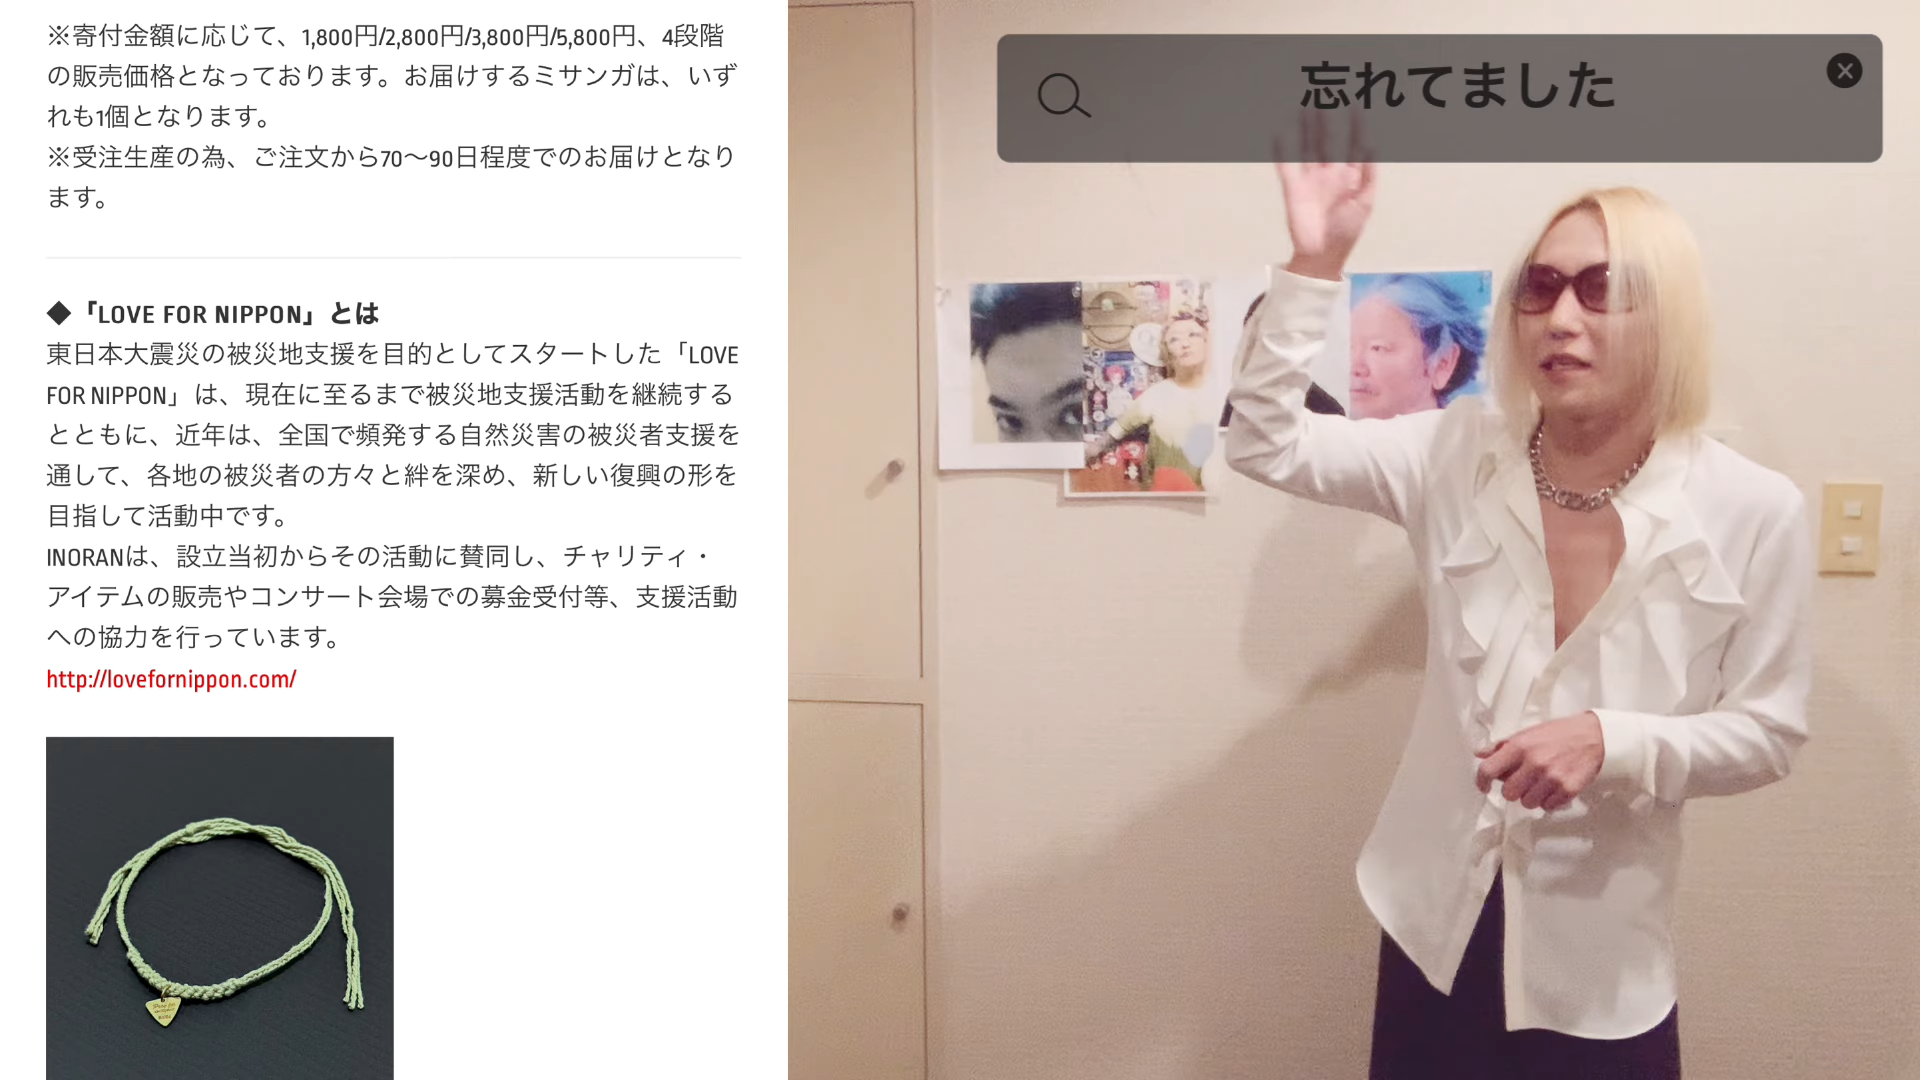 ※寄付金額に応じて、1,800円/2,800円/3,800円/5,800円、4段階
の販売価格となっております。お届けするミサンガは、いず
れも1個となります。
※受注生産の為、ご注文から70〜90日程度でのお届けとなり
ます。
◆「LOVE FOR NIPPON」とは
東日本大震災の被災地支援を目的としてスタートした「LOVE
FOR NIPPON」は、現在に至るまで被災地支援活動を継続する
とともに、近年は、全国で頻発する自然災害の被災者支援を
通して、各地の被災者の方々と絆を深め、新しい復興の形を
目指して活動中です。
INORANは、設立当初からその活動に賛同し、チャリティ・
アイテムの販売やコンサート会場での募金受付等、支援活動
への協力を行っています。
http://lovefornippon.com/
忘れてました